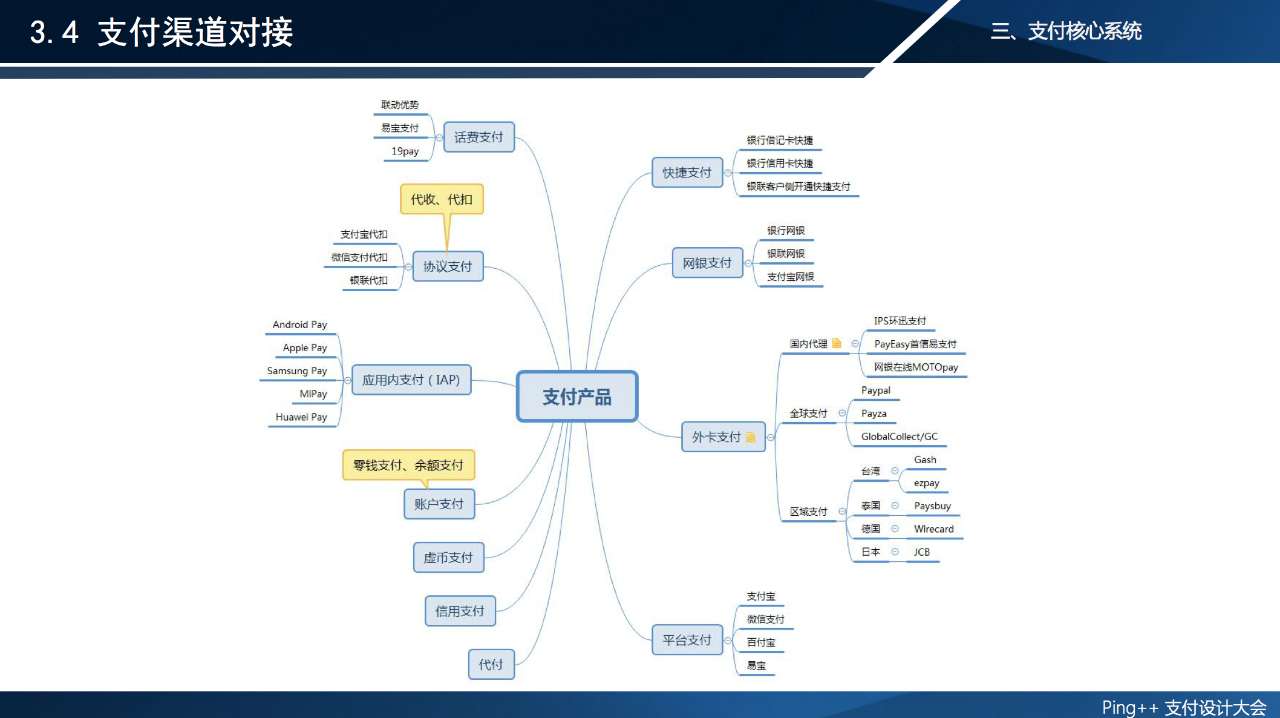 3.4 支付渠道对接
三、支付核心系统
联动优势
易宝支付
19pay
话费支付
代收、代扣
支付宝代扣
微信支付代扣
银联代扣
协议支付
Android Pay
Apple Pay
Samsung Pay
MIPay
Huawei Pay
应用内支付（IAP)
零钱支付、余额支付
账户支付
虚币支付
信用支付
代付
支付产品
快捷支付
银行借记卡快捷
银行信用卡快捷
银联客户侧开通快捷支付
网银支付
银行网银
银联网银
支付宝网银
外卡支付
国内代理
IPS环迅支付
PayEasy首信易支付
网银在线MOTOpay
全球支付
Paypal
Payza
GlobalCollect/GC
区域支付
台湾
Gash
ezpay
泰国
Paysbuy
德国
Wirecard
日本
JCB
平台支付
支付宝
微信支付
百付宝
易宝
Ping++ 支付设计大会